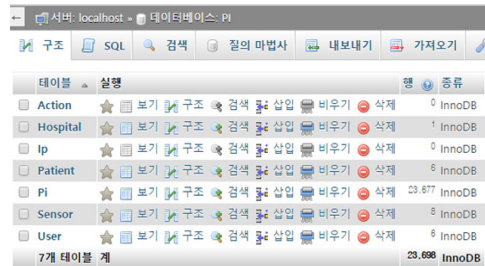 ← 서버: localhost » 데이터베이스: PI
구조 SQL 검색 질의 마법사 내보내기 가져오기
테이블 실행 행 종류
Action 보기 구조 검색 삽입 비우기 삭제 0 InnoDB
Hospital 보기 구조 검색 삽입 비우기 삭제 1 InnoDB
Ip 보기 구조 검색 삽입 비우기 삭제 0 InnoDB
Patient 보기 구조 검색 삽입 비우기 삭제 6 InnoDB
Pi 보기 구조 검색 삽입 비우기 삭제 23,677 InnoDB
Sensor 보기 구조 검색 삽입 비우기 삭제 8 InnoDB
User 보기 구조 검색 삽입 비우기 삭제 6 InnoDB
7개 테이블 계 23,698 InnoDB